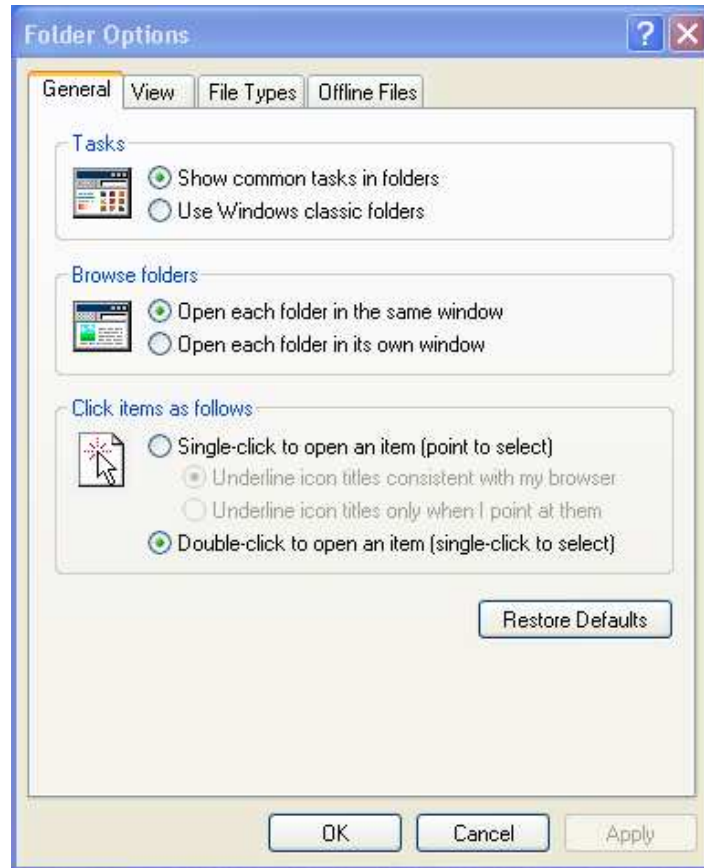 Folder Options
General View File Types Offline Files
Tasks
Show common tasks in folders
Use Windows classic folders
Browse folders
Open each folder in the same window
Open each folder in its own window
Click items as follows
Single-click to open an item (point to select)
Underline icon titles consistent with my browser
Underline icon titles only when I point at them
Double-click to open an item (single-click to select)
Restore Defaults
OK Cancel Apply